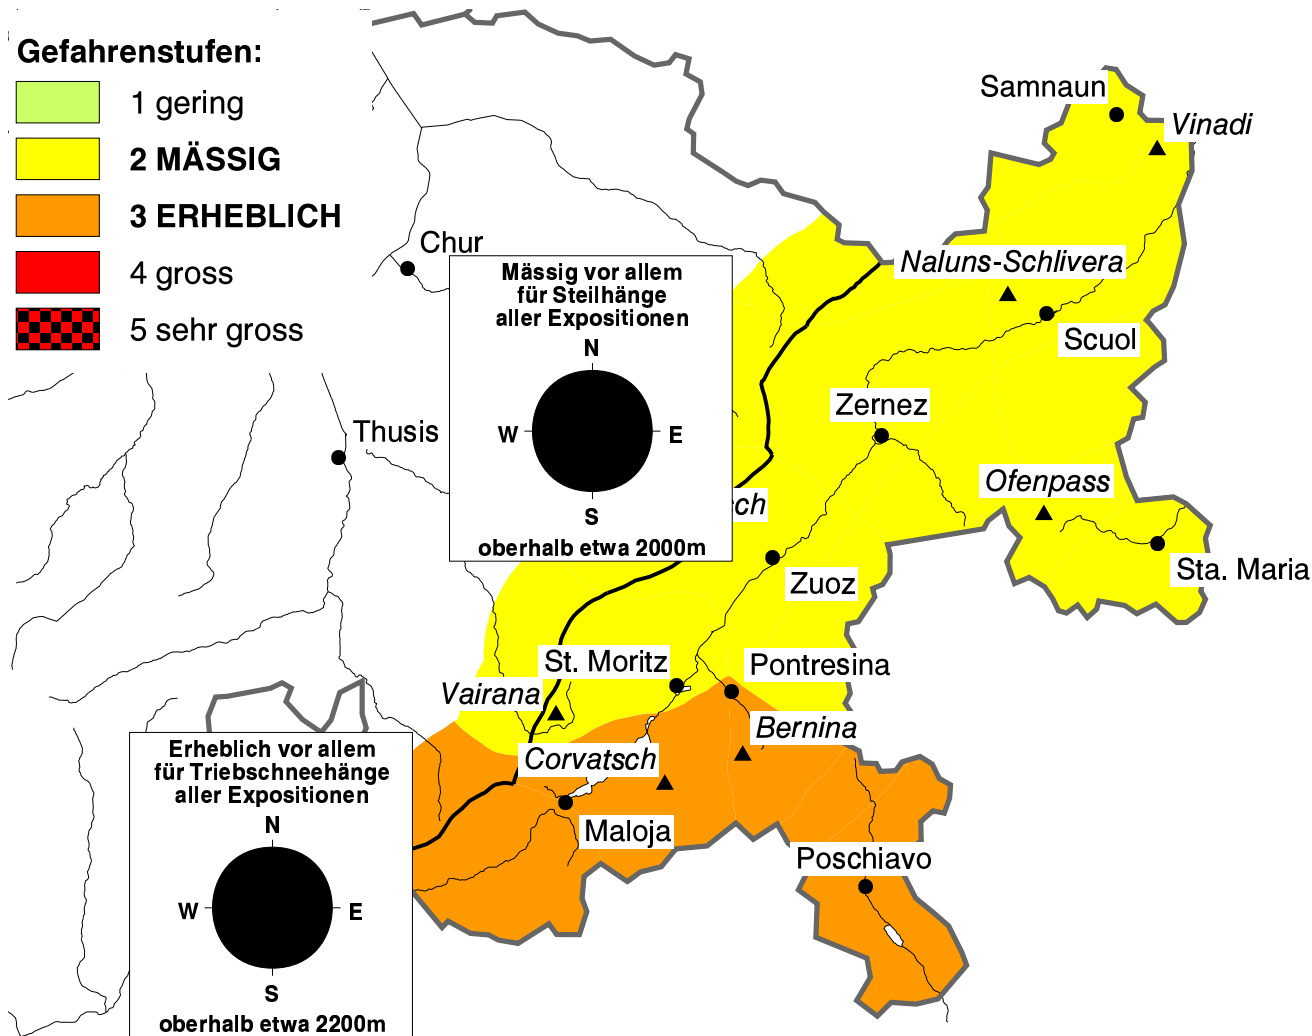 Gefahrenstufen:
1 gering
2 MÄSSIG
3 ERHEBLICH
4 gross
5 sehr gross
Samnaun
Vinadi
Chur
Naluns-Schlivera
Scuol
Mässig vor allem
für Steilhänge
aller Expositionen
N
W E
S
oberhalb etwa 2000m
Zernez
Thusis
Ofenpass
Sta. Maria
Zuoz
St. Moritz
Pontresina
Vairana
Bernina
Corvatsch
Maloja
Poschiavo
Erheblich vor allem
für Triebschneehänge
aller Expositionen
N
W E
S
oberhalb etwa 2200m